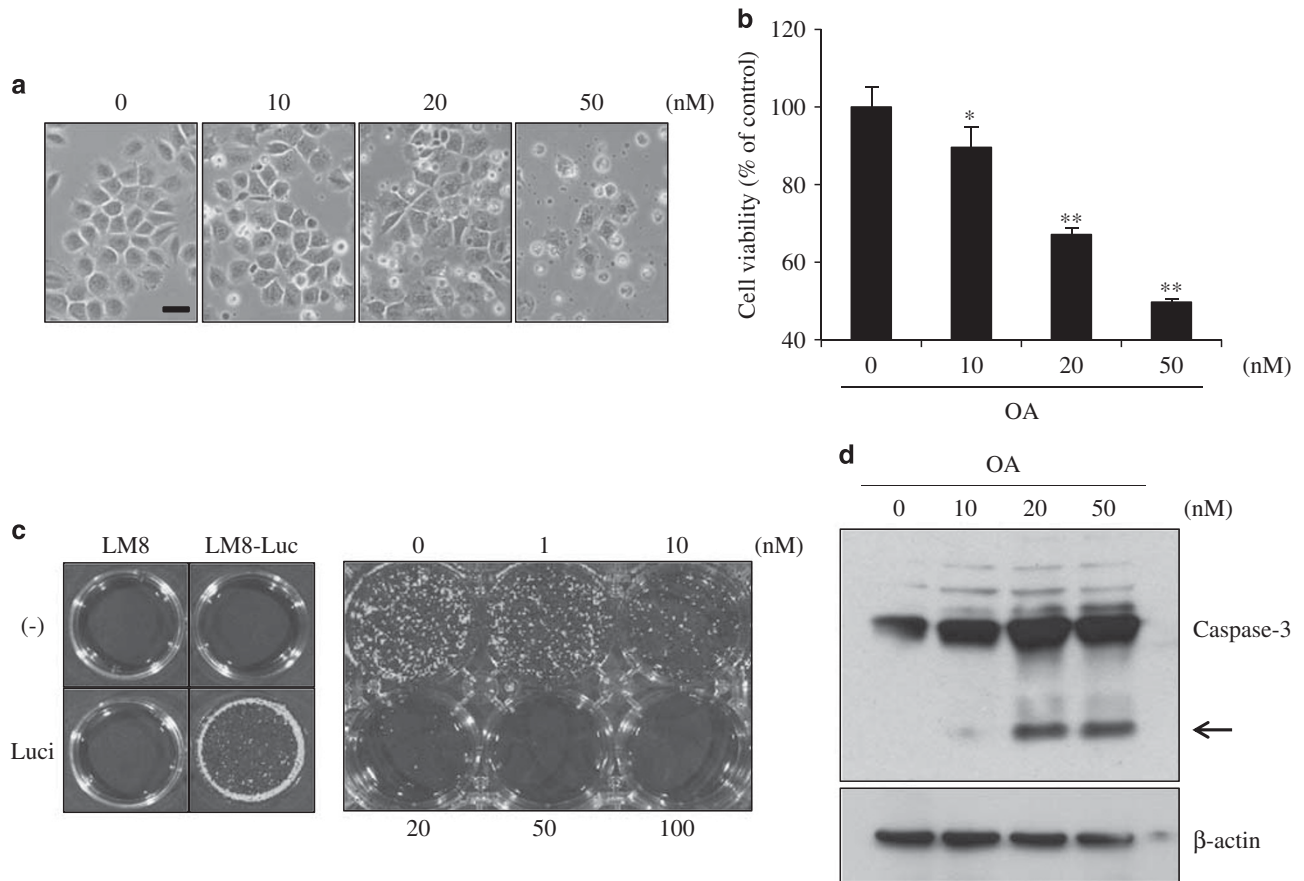 a
0 10 20 50 (nM)
b
Cell viability (% of control)
120
100
80
60
40
*
**
**
0 10 20 50 (nM)
OA
c
LM8 LM8-Luc
(-)
Luci
0 1 10 (nM)
20 50 100
d
OA
0 10 20 50 (nM)
Caspase-3
β-actin